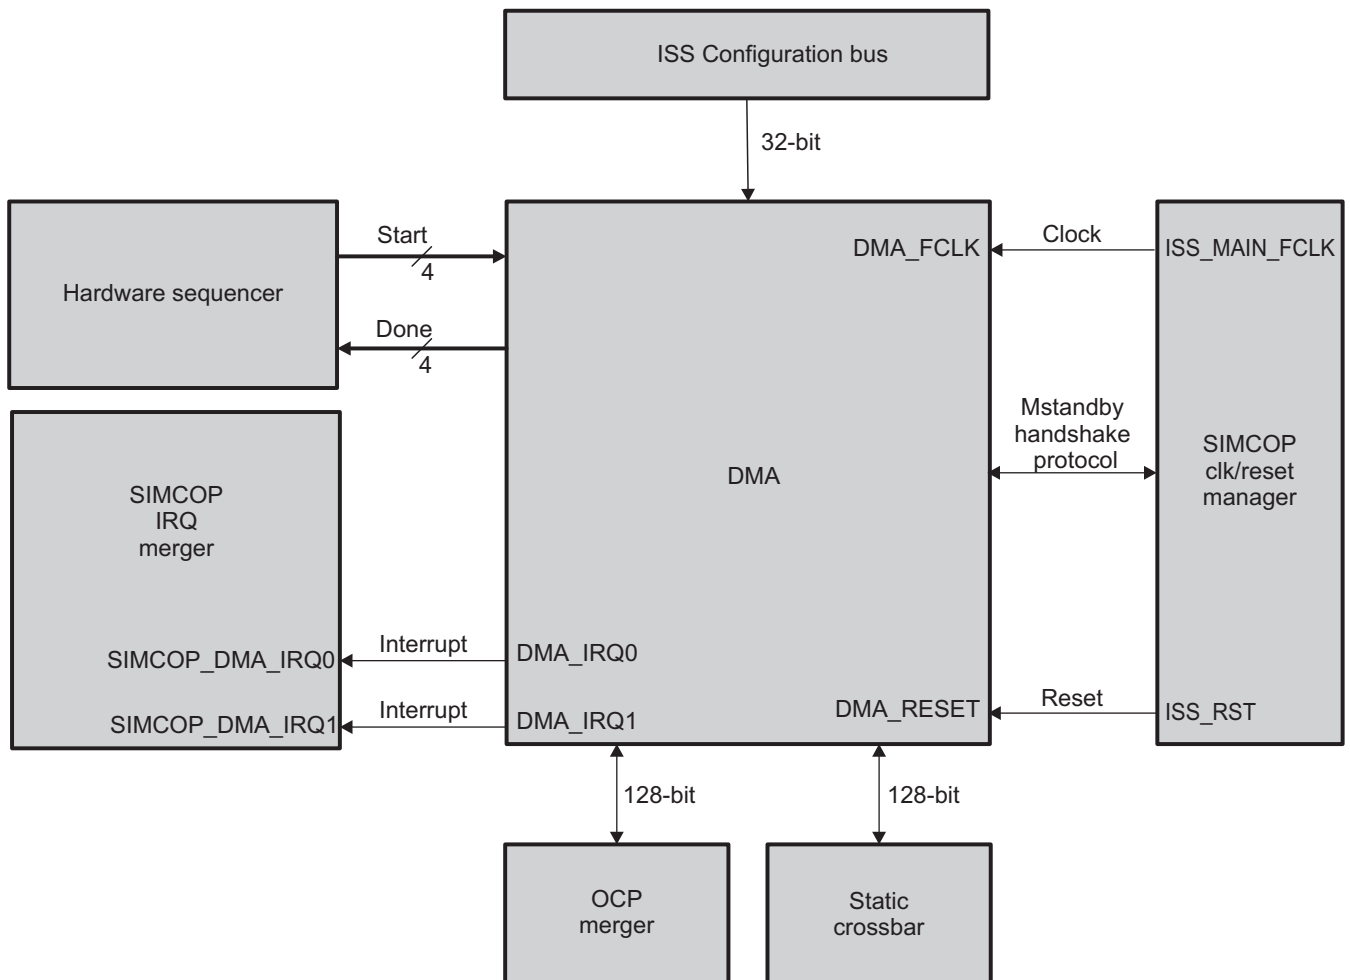 ISS Configuration bus
32-bit
Hardware sequencer
Start
4
Done
4
DMA_FCLK
Clock
ISS_MAIN_FCLK
Mstandby
handshake
protocol
SIMCOP
clk/reset
manager
DMA
SIMCOP
IRQ
merger
SIMCOP_DMA_IRQ0
Interrupt
DMA_IRQ0
SIMCOP_DMA_IRQ1
Interrupt
DMA_IRQ1
DMA_RESET
Reset
ISS_RST
128-bit
128-bit
OCP
merger
Static
crossbar